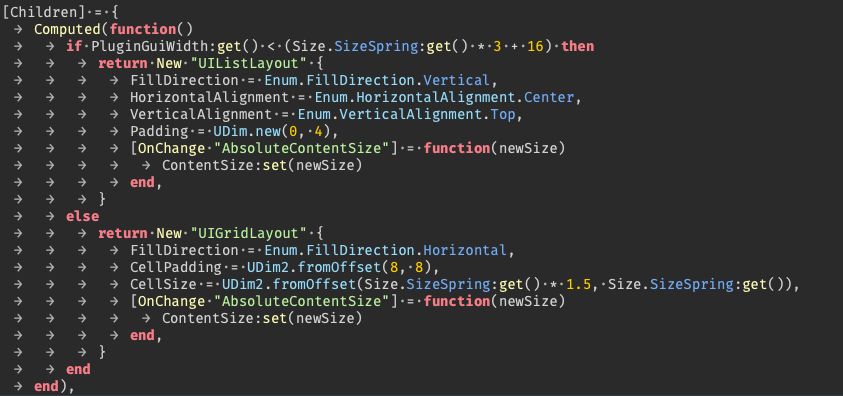 [Children] = {
	Computed(function()
		if PluginGuiWidth:get() < (Size.SizeSpring:get() * 3 + 16) then
			return New "UIListLayout" {
				FillDirection = Enum.FillDirection.Vertical,
				HorizontalAlignment = Enum.HorizontalAlignment.Center,
				VerticalAlignment = Enum.VerticalAlignment.Top,
				Padding = UDim.new(0, 4),
				[OnChange "AbsoluteContentSize"] = function(newSize)
					ContentSize:set(newSize)
				end,
			}
		else
			return New "UIGridLayout" {
				FillDirection = Enum.FillDirection.Horizontal,
				CellPadding = UDim2.fromOffset(8, 8),
				CellSize = UDim2.fromOffset(Size.SizeSpring:get() * 1.5, Size.SizeSpring:get()),
				[OnChange "AbsoluteContentSize"] = function(newSize)
					ContentSize:set(newSize)
				end,
			}
		end
	end),